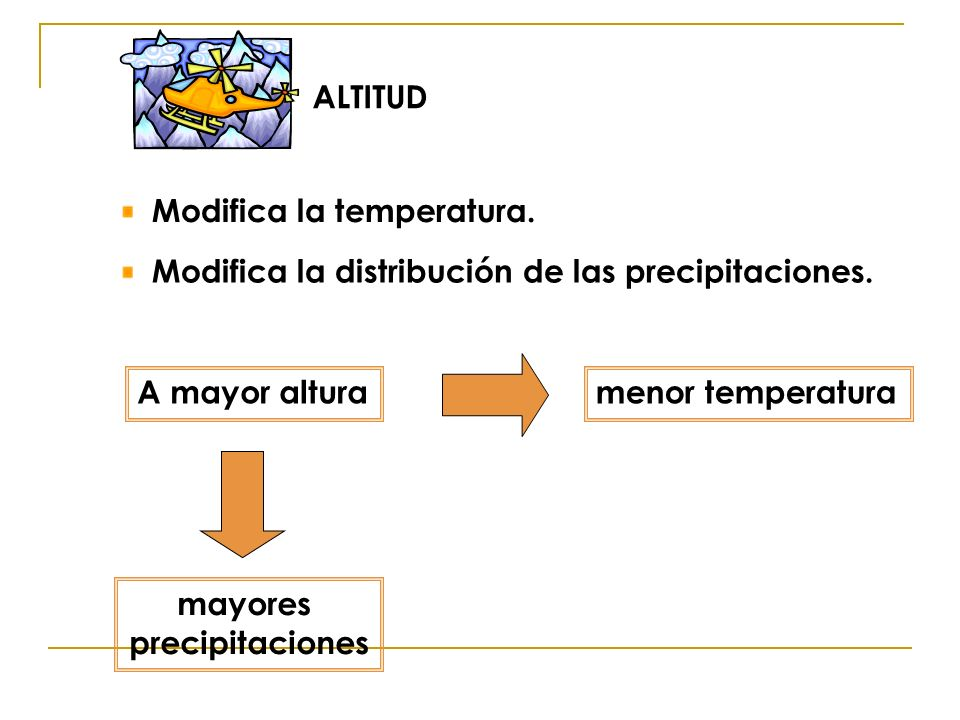 ALTITUD
Modifica la temperatura.
Modifica la distribución de las precipitaciones.
A mayor altura
menor temperatura
mayores
precipitaciones